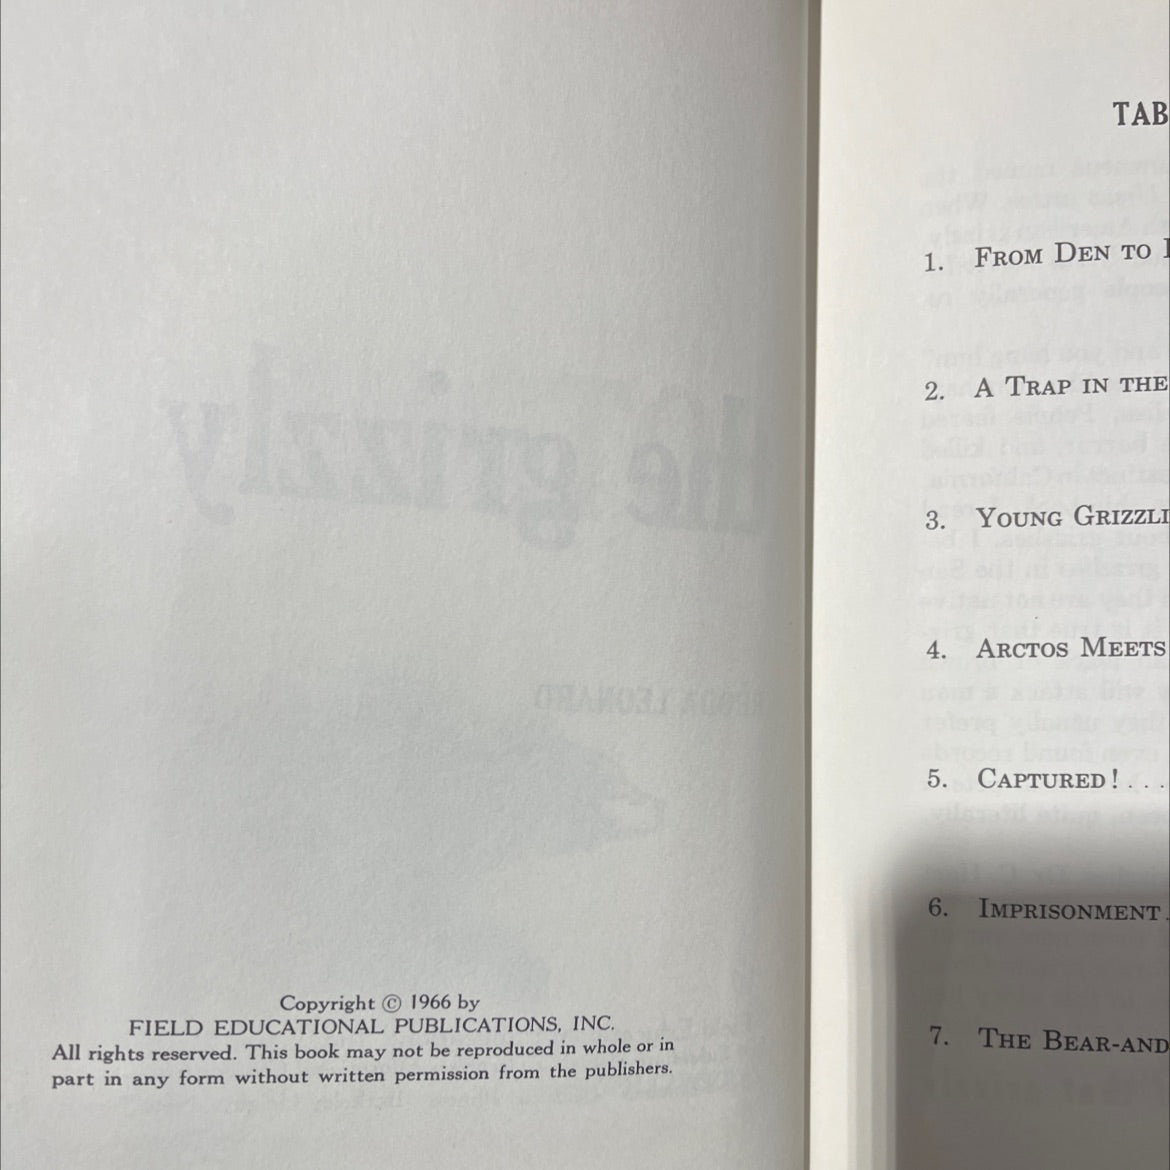 Copyright © 1966 by
FIELD EDUCATIONAL PUBLICATIONS, INC.
All rights reserved. This book may not be reproduced in whole or in
part in any form without written permission from the publishers.
TAB
1. FROM DEN TO
2. A TRAP IN THE
3. YOUNG GRIZZLI
4. ARCTOS MEETS
5. CAPTURED! . . .
6. IMPRISONMENT .
7. THE BEAR-AND